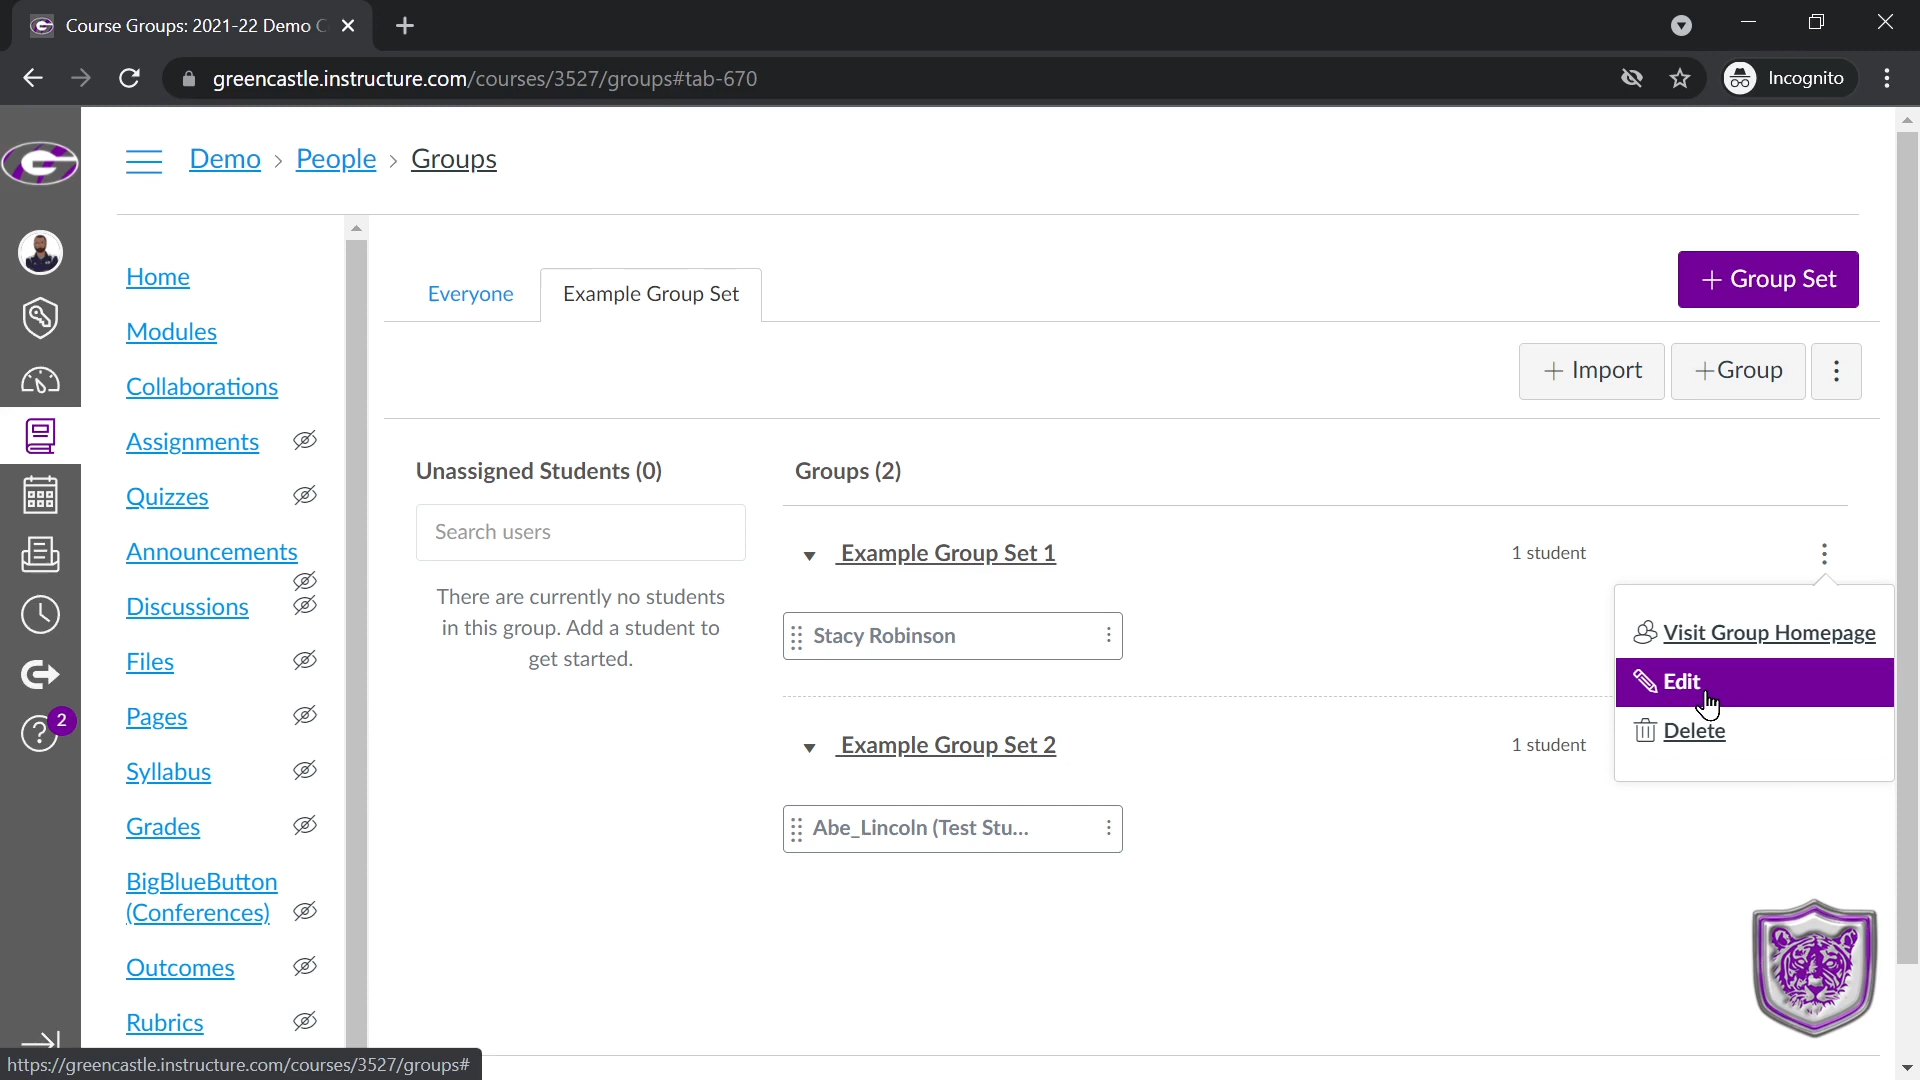 Course Groups: 2021-22 Demo C
greencastle.instructure.com/courses/3527/groups#tab-670
Incognito
Demo > People > Groups
Home
Modules
Collaborations
Assignments
Quizzes
Announcements
Discussions
Files
Pages
Syllabus
Grades
BigBlueButton
(Conferences)
Outcomes
Rubrics
2
Everyone
Example Group Set
+ Group Set
+ Import
+Group
Unassigned Students (0)
Search users
There are currently no students
in this group. Add a student to
get started.
Groups (2)
Example Group Set 1
1 student
Stacy Robinson
Example Group Set 2
1 student
Abe_Lincoln (Test Stu...
Visit Group Homepage
Edit
Delete
https://greencastle.instructure.com/courses/3527/groups#